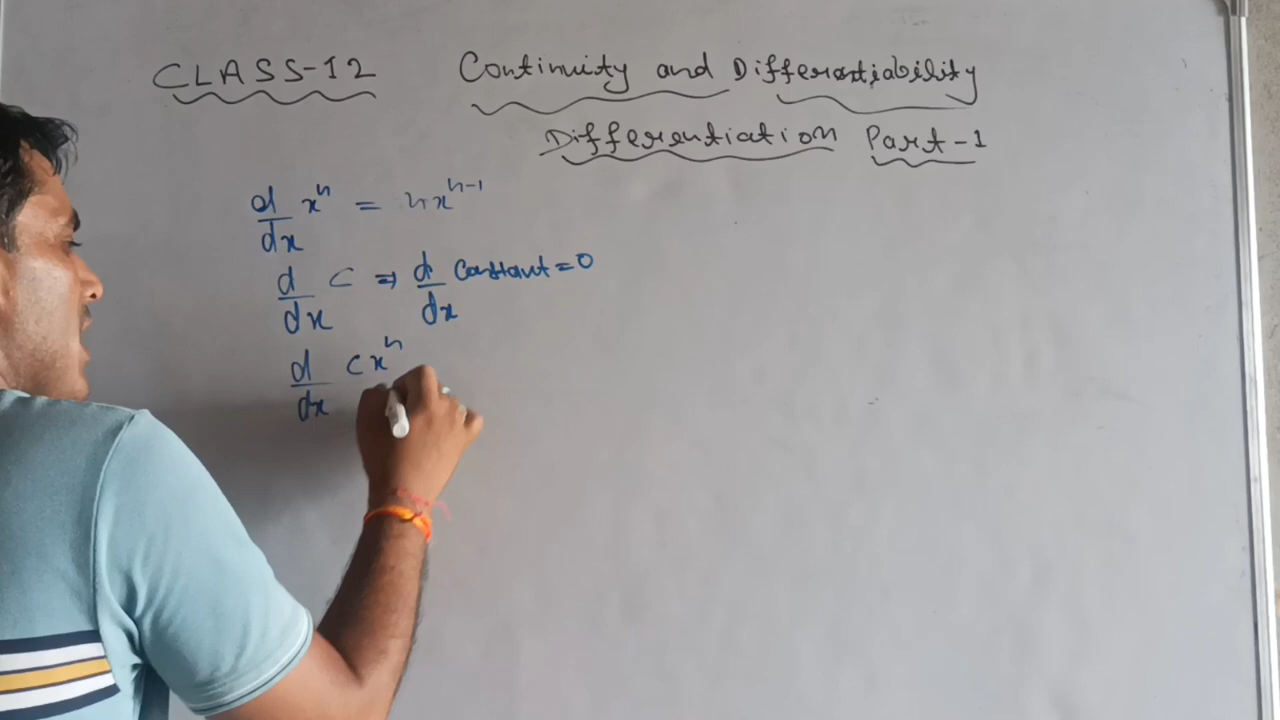 CLASS-12 Continuity and Differentiability
Differentiation Part-1
d/dx xⁿ = nxⁿ⁻¹
d/dx C ⇒ d/dx Constant = 0
d/dx Cxⁿ